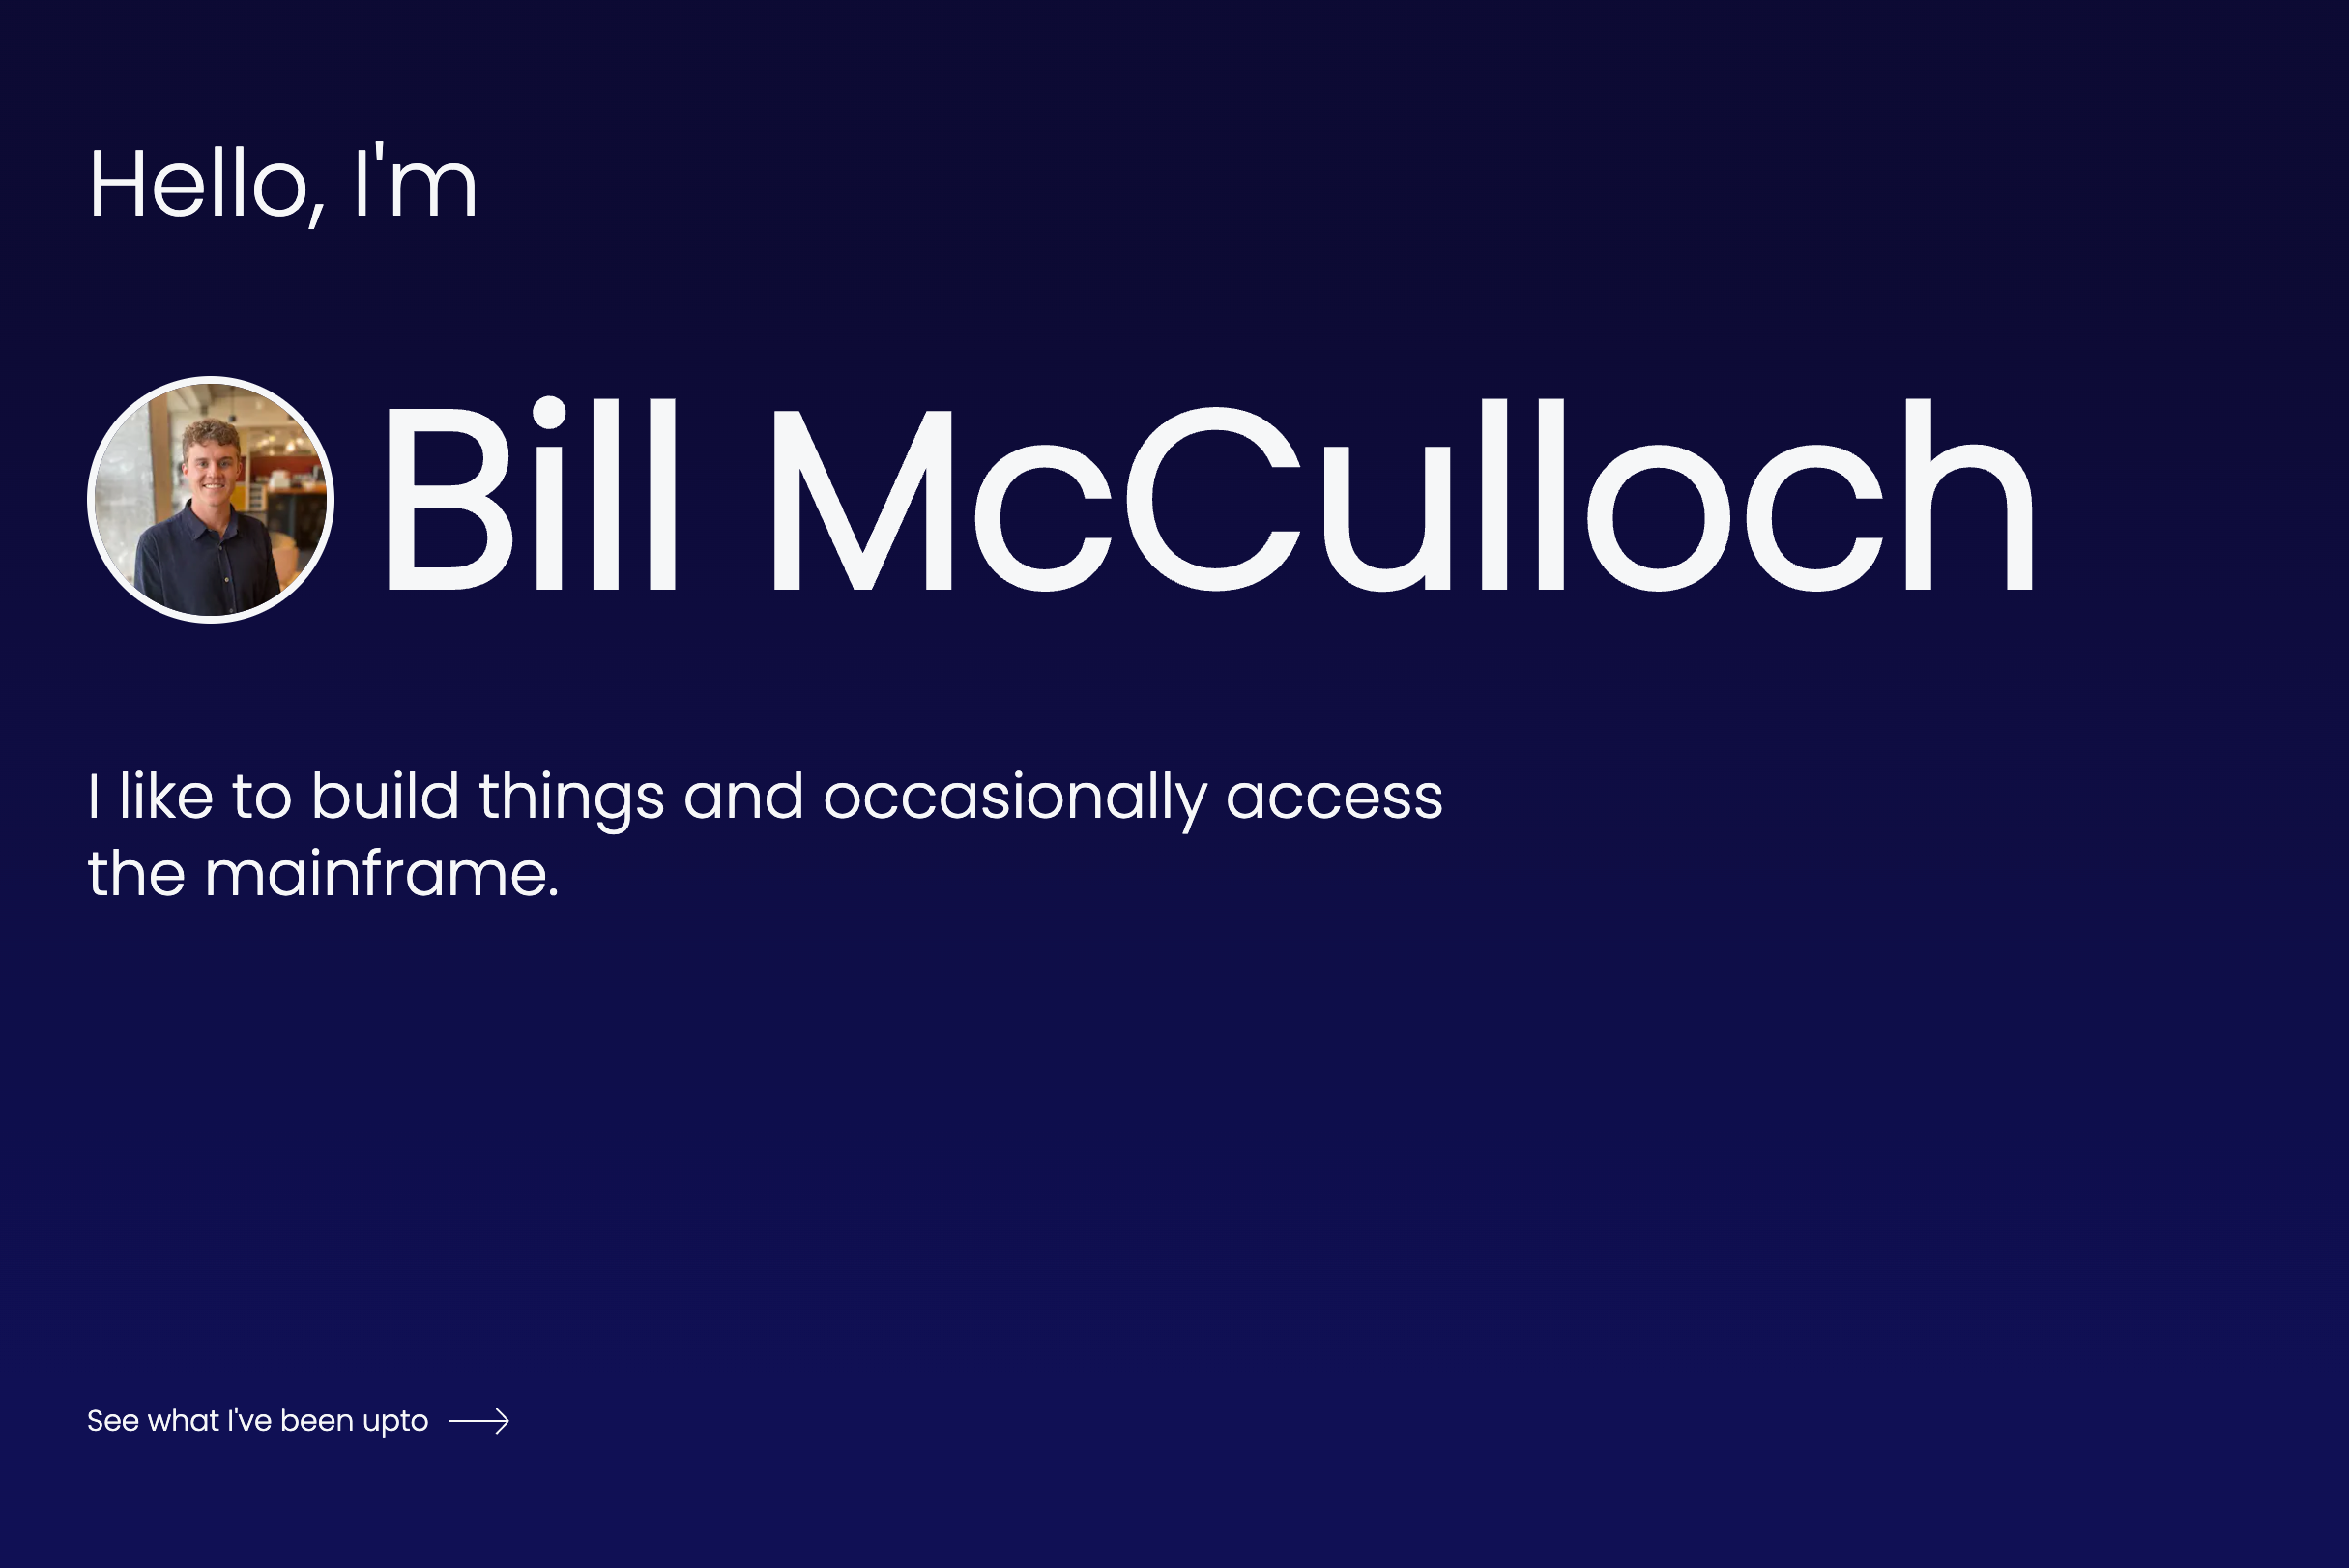 Hello, I'm
Bill McCulloch
I like to build things and occasionally access
the mainframe.
See what I've been upto